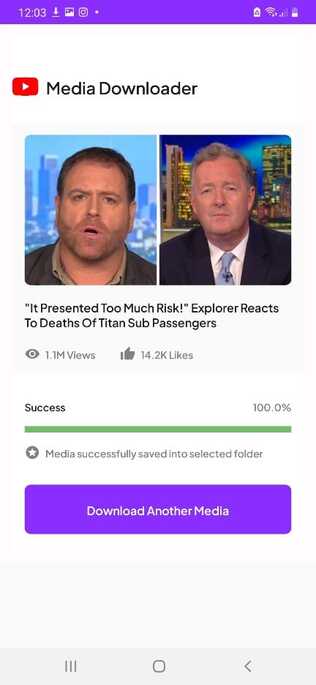 12:03
Media Downloader
"It Presented Too Much Risk!" Explorer Reacts
To Deaths Of Titan Sub Passengers
1.1M Views 14.2K Likes
Success 100.0%
Media successfully saved into selected folder
Download Another Media